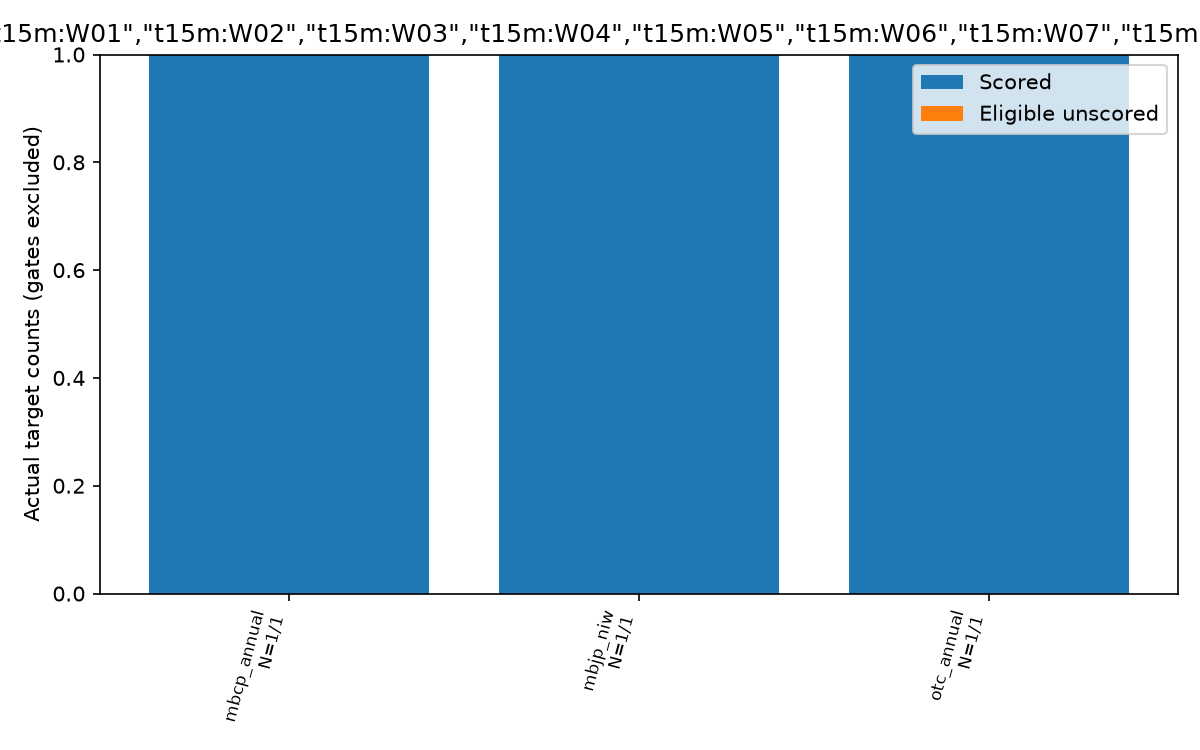 t15m:W01","t15m:W02","t15m:W03","t15m:W04","t15m:W05","t15m:W06","t15m:W07","t15m
Actual target counts (gates excluded)
1.0
0.8
0.6
0.4
0.2
0.0
Scored
Eligible unscored
mbcp_annual
N=1/1
mbjp_niw
N=1/1
otc_annual
N=1/1